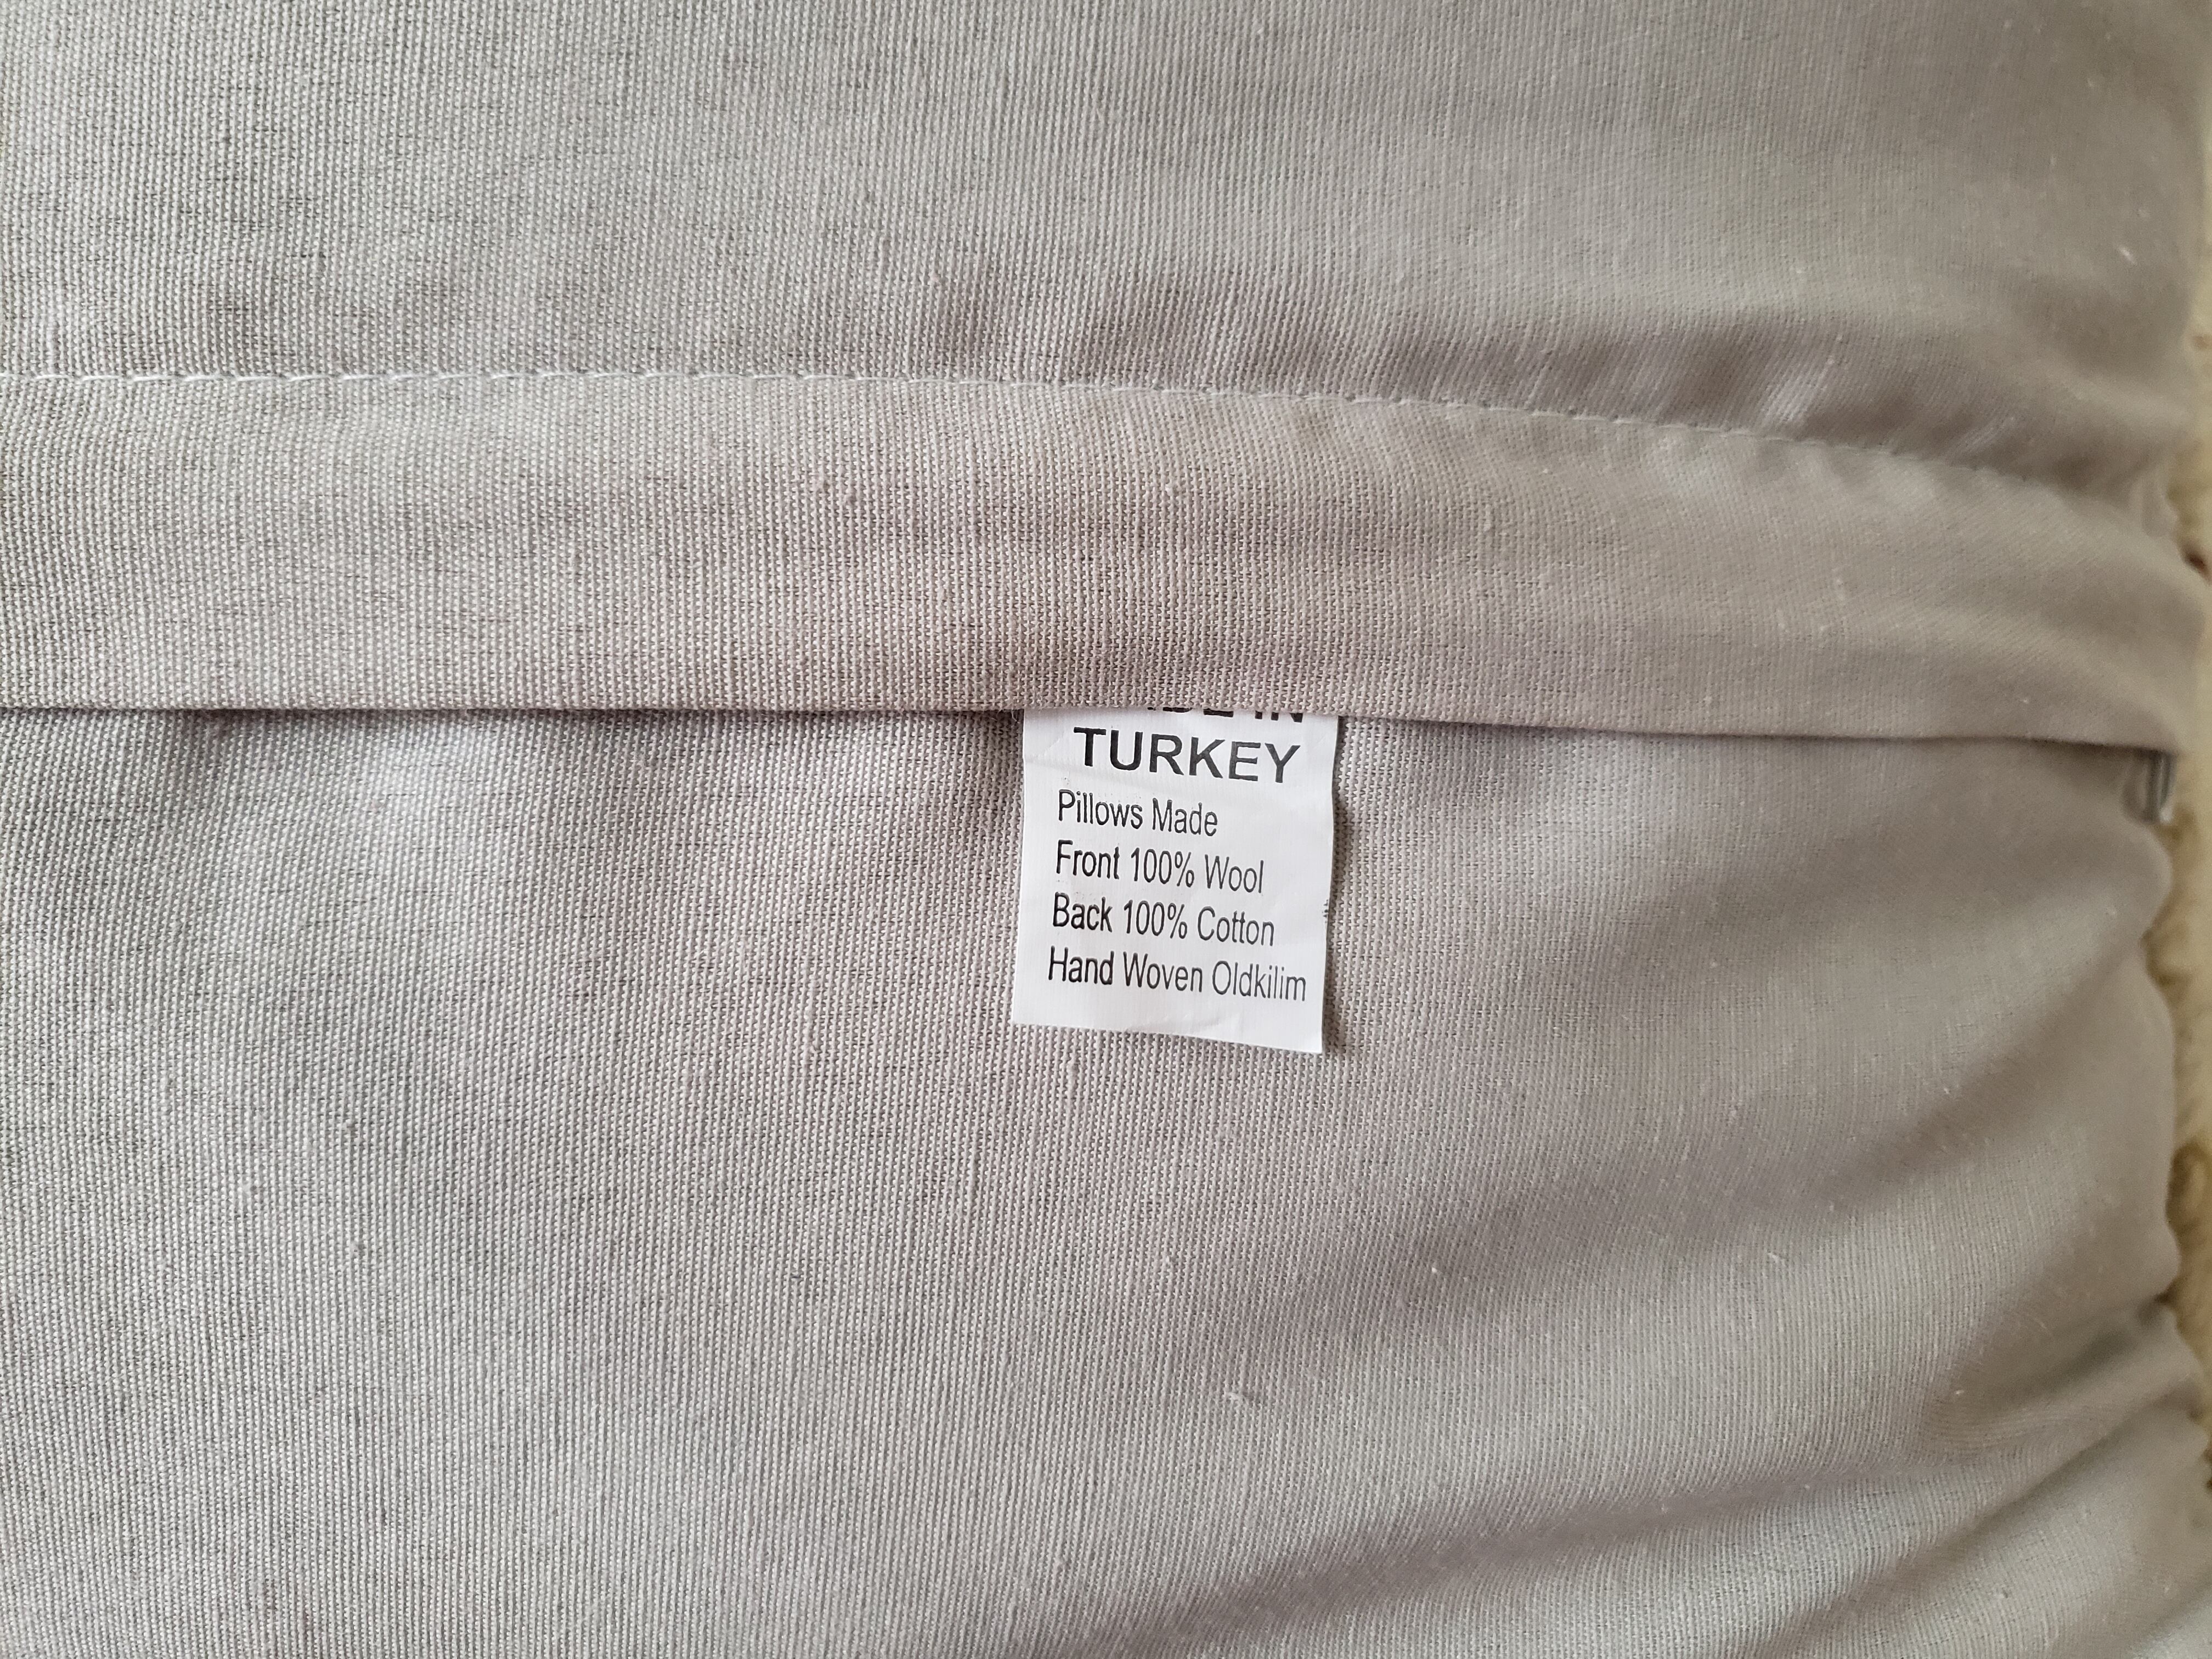 TURKEY
Pillows Made
Front 100% Wool
Back 100% Cotton
Hand Woven Oldkilim